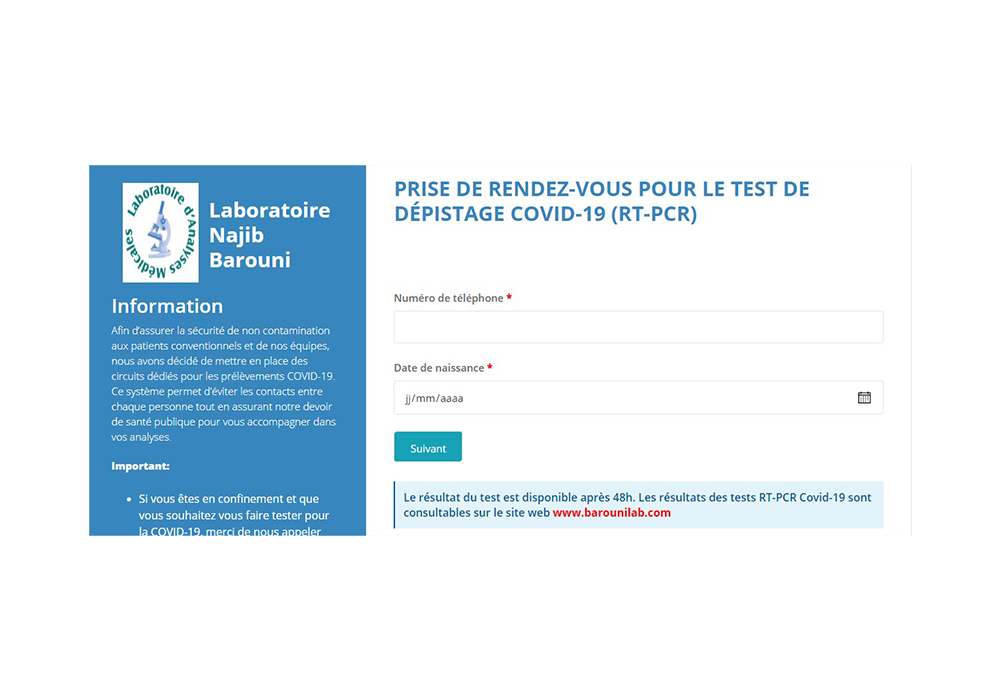 Laboratoire d'Analyses Médicales
Laboratoire
Najib
Barouni
Information
Afin d'assurer la sécurité de non contamination
aux patients conventionnels et de nos équipes,
nous avons décidé de mettre en place des
circuits dédiés pour les prélèvements COVID-19.
Ce système permet d'éviter les contacts entre
chaque personne tout en assurant notre devoir
de santé publique pour vous accompagner dans
vos analyses.
Important:
• Si vous êtes en confinement et que
vous souhaitez vous faire tester pour
la COVID-19, merci de nous appeler
PRISE DE RENDEZ-VOUS POUR LE TEST DE
DÉPISTAGE COVID-19 (RT-PCR)
Numéro de téléphone *
Date de naissance *
jj/mm/aaaa
Suivant
Le résultat du test est disponible après 48h. Les résultats des tests RT-PCR Covid-19 sont
consultables sur le site web www.barounilab.com